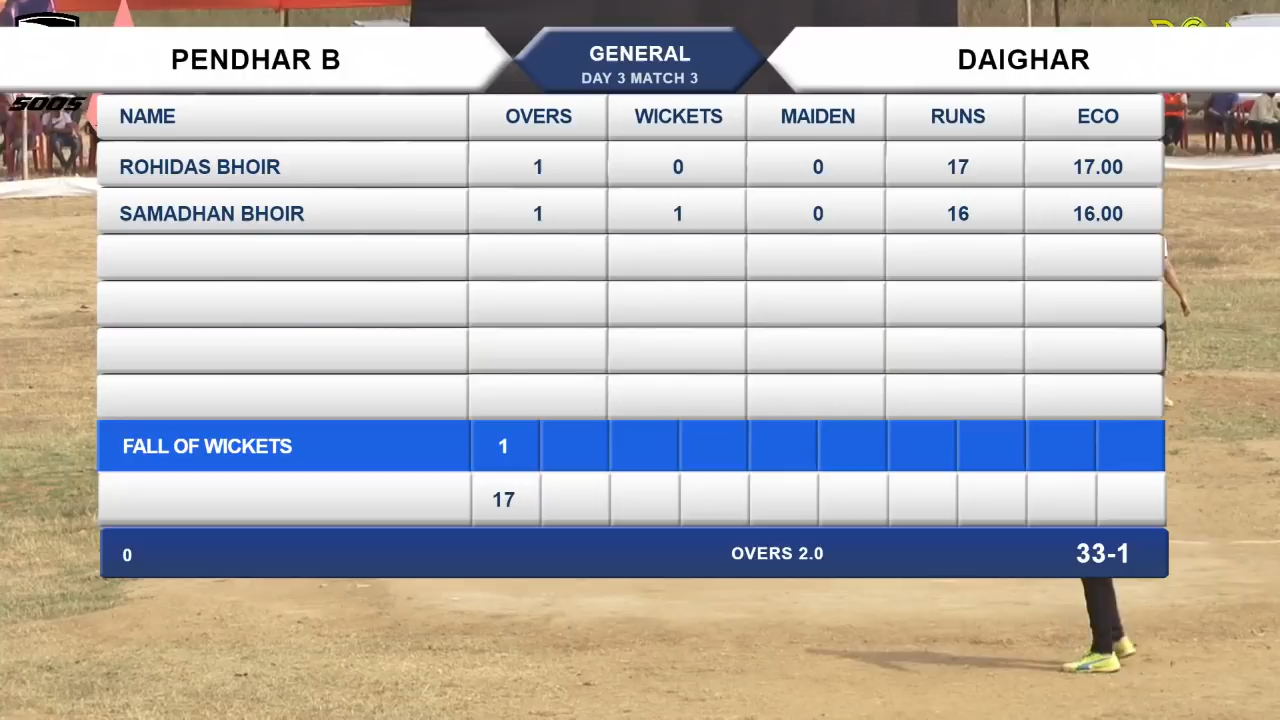 PENDHAR B
GENERAL
DAY 3 MATCH 3
DAIGHAR
SOOS
NAME OVERS WICKETS MAIDEN RUNS ECO
ROHIDAS BHOIR 1 0 0 17 17.00
SAMADHAN BHOIR 1 1 0 16 16.00
FALL OF WICKETS 1
17
0 OVERS 2.0 33-1